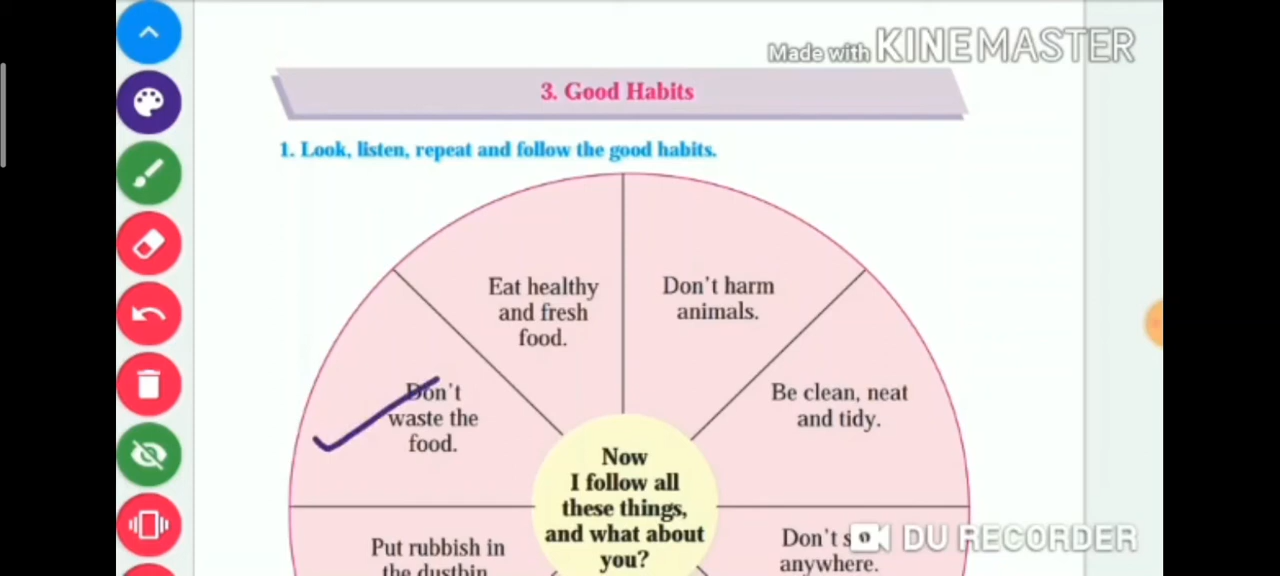 Made with KINEMASTER
3. Good Habits
1. Look, listen, repeat and follow the good habits.
Eat healthy
and fresh
food.
Don't harm
animals.
Don't
waste the
food.
Be clean, neat
and tidy.
Now
I follow all
these things,
and what about
you?
Put rubbish in
the dustbin
Don't
anywhere.
DU RECORDER